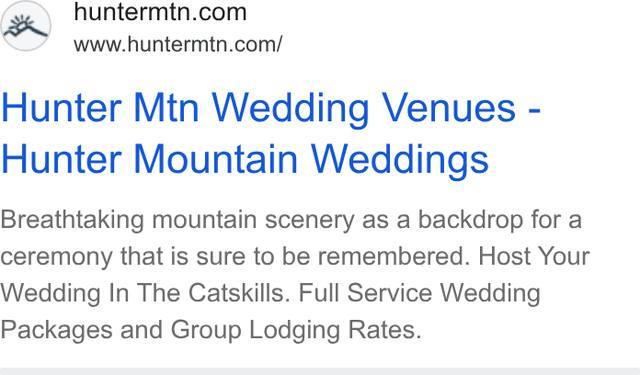 huntermtn.com
www.huntermtn.com/
Hunter Mtn Wedding Venues -
Hunter Mountain Weddings
Breathtaking mountain scenery as a backdrop for a
ceremony that is sure to be remembered. Host Your
Wedding In The Catskills. Full Service Wedding
Packages and Group Lodging Rates.